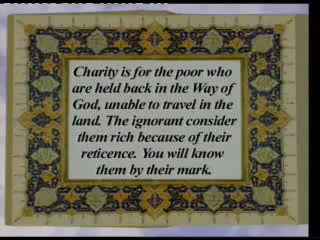 Charity is for the poor who
are held back in the Way of
God, unable to travel in the
land. The ignorant consider
them rich because of their
reticence. You will know
them by their mark.